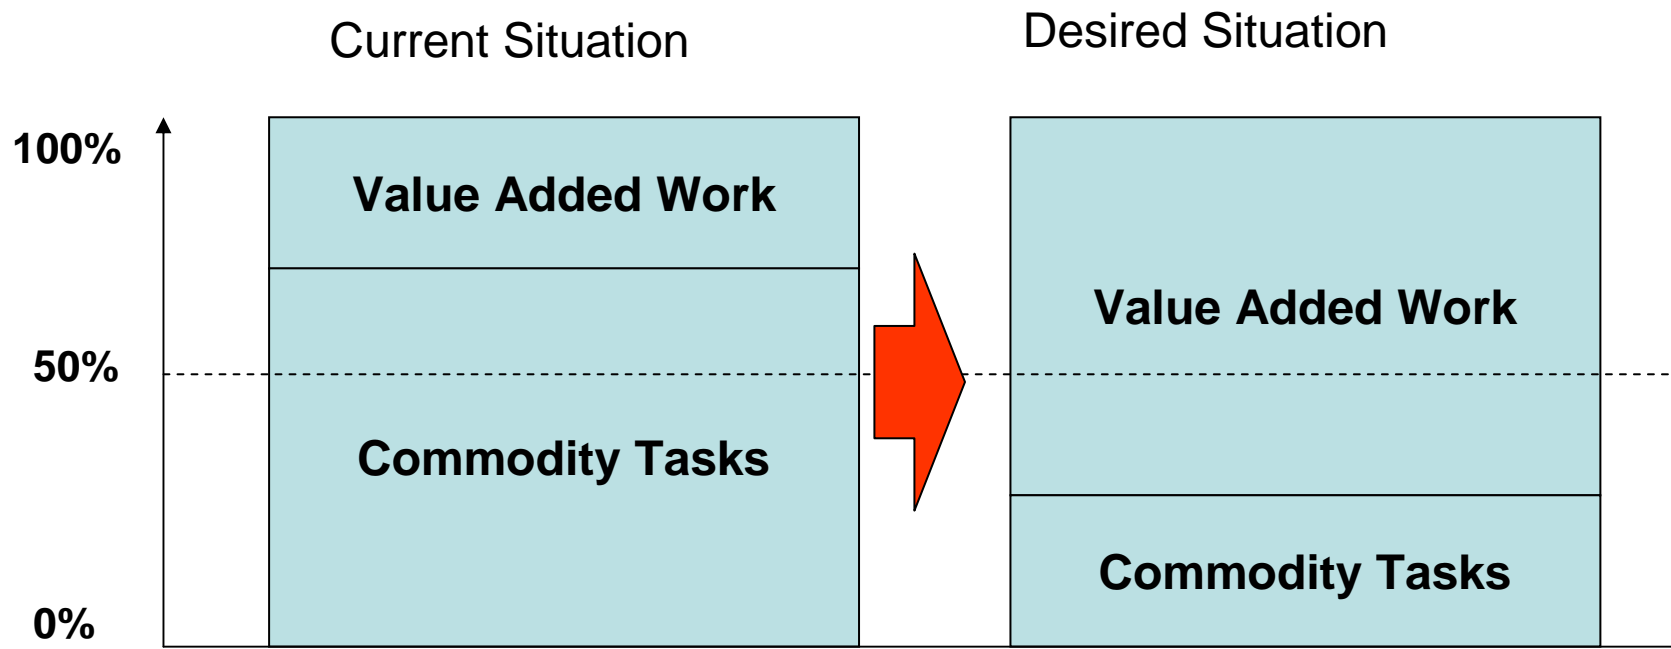 Current Situation
Desired Situation
100%
Value Added Work
Value Added Work
50%
Commodity Tasks
Commodity Tasks
0%